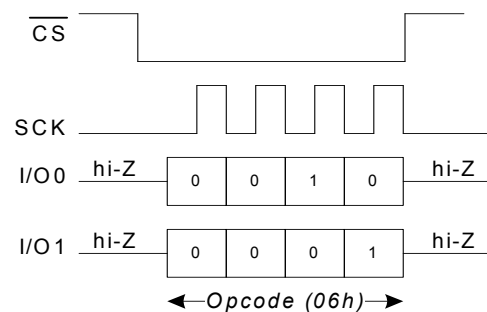 CS
SCK
I/O0 hi-Z 0 0 1 0 hi-Z
I/O1 hi-Z 0 0 0 1 hi-Z
Opcode (06h)